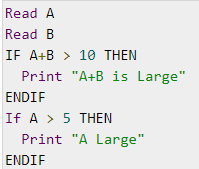 Read A
Read B
IF A+B > 10 THEN
  Print "A+B is Large"
ENDIF
If A > 5 THEN
  Print "A Large"
ENDIF